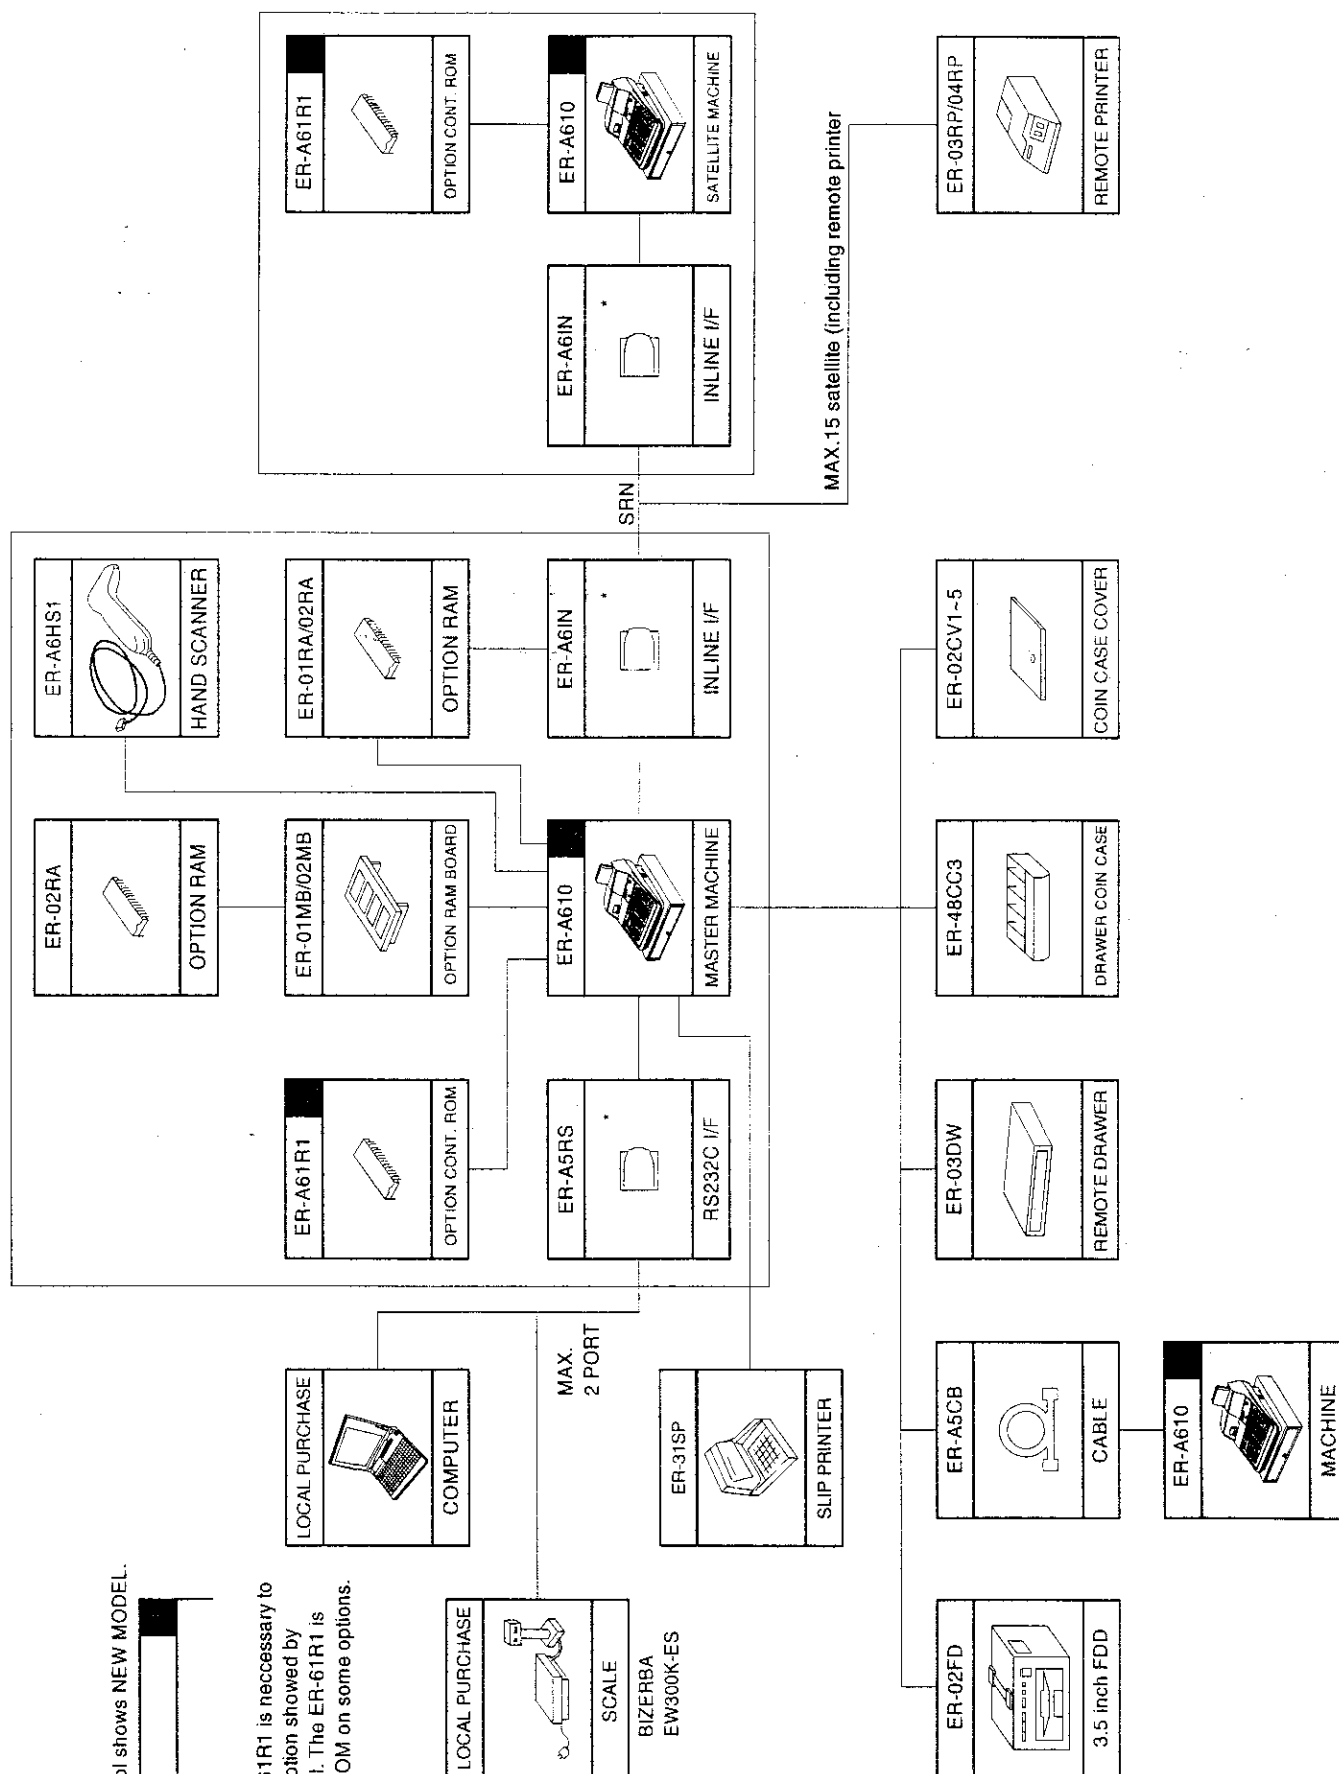 ol shows NEW MODEL.
61R1 is neccessary to
otion showed by
l. The ER-61R1 is
OM on some options.
LOCAL PURCHASE
SCALE
BIZERBA
EW300K-ES
LOCAL PURCHASE
COMPUTER
MAX.
2 PORT
ER-31SP
SLIP PRINTER
ER-A61R1
OPTION CONT. ROM
ER-A5RS
*
RS232C I/F
ER-02RA
OPTION RAM
ER-01MB/02MB
OPTION RAM BOARD
ER-A610
MASTER MACHINE
ER-A6HS1
HAND SCANNER
ER-01RA/02RA
OPTION RAM
ER-A6IN
*
INLINE I/F
SRN
ER-A6IN
*
INLINE I/F
ER-A61R1
OPTION CONT. ROM
ER-A610
SATELLITE MACHINE
MAX.15 satellite (including remote printer
ER-03RP/04RP
REMOTE PRINTER
ER-02FD
3.5 inch FDD
ER-A5CB
CABLE
ER-A610
MACHINE
ER-03DW
REMOTE DRAWER
ER-48CC3
DRAWER COIN CASE
ER-02CV1~5
COIN CASE COVER